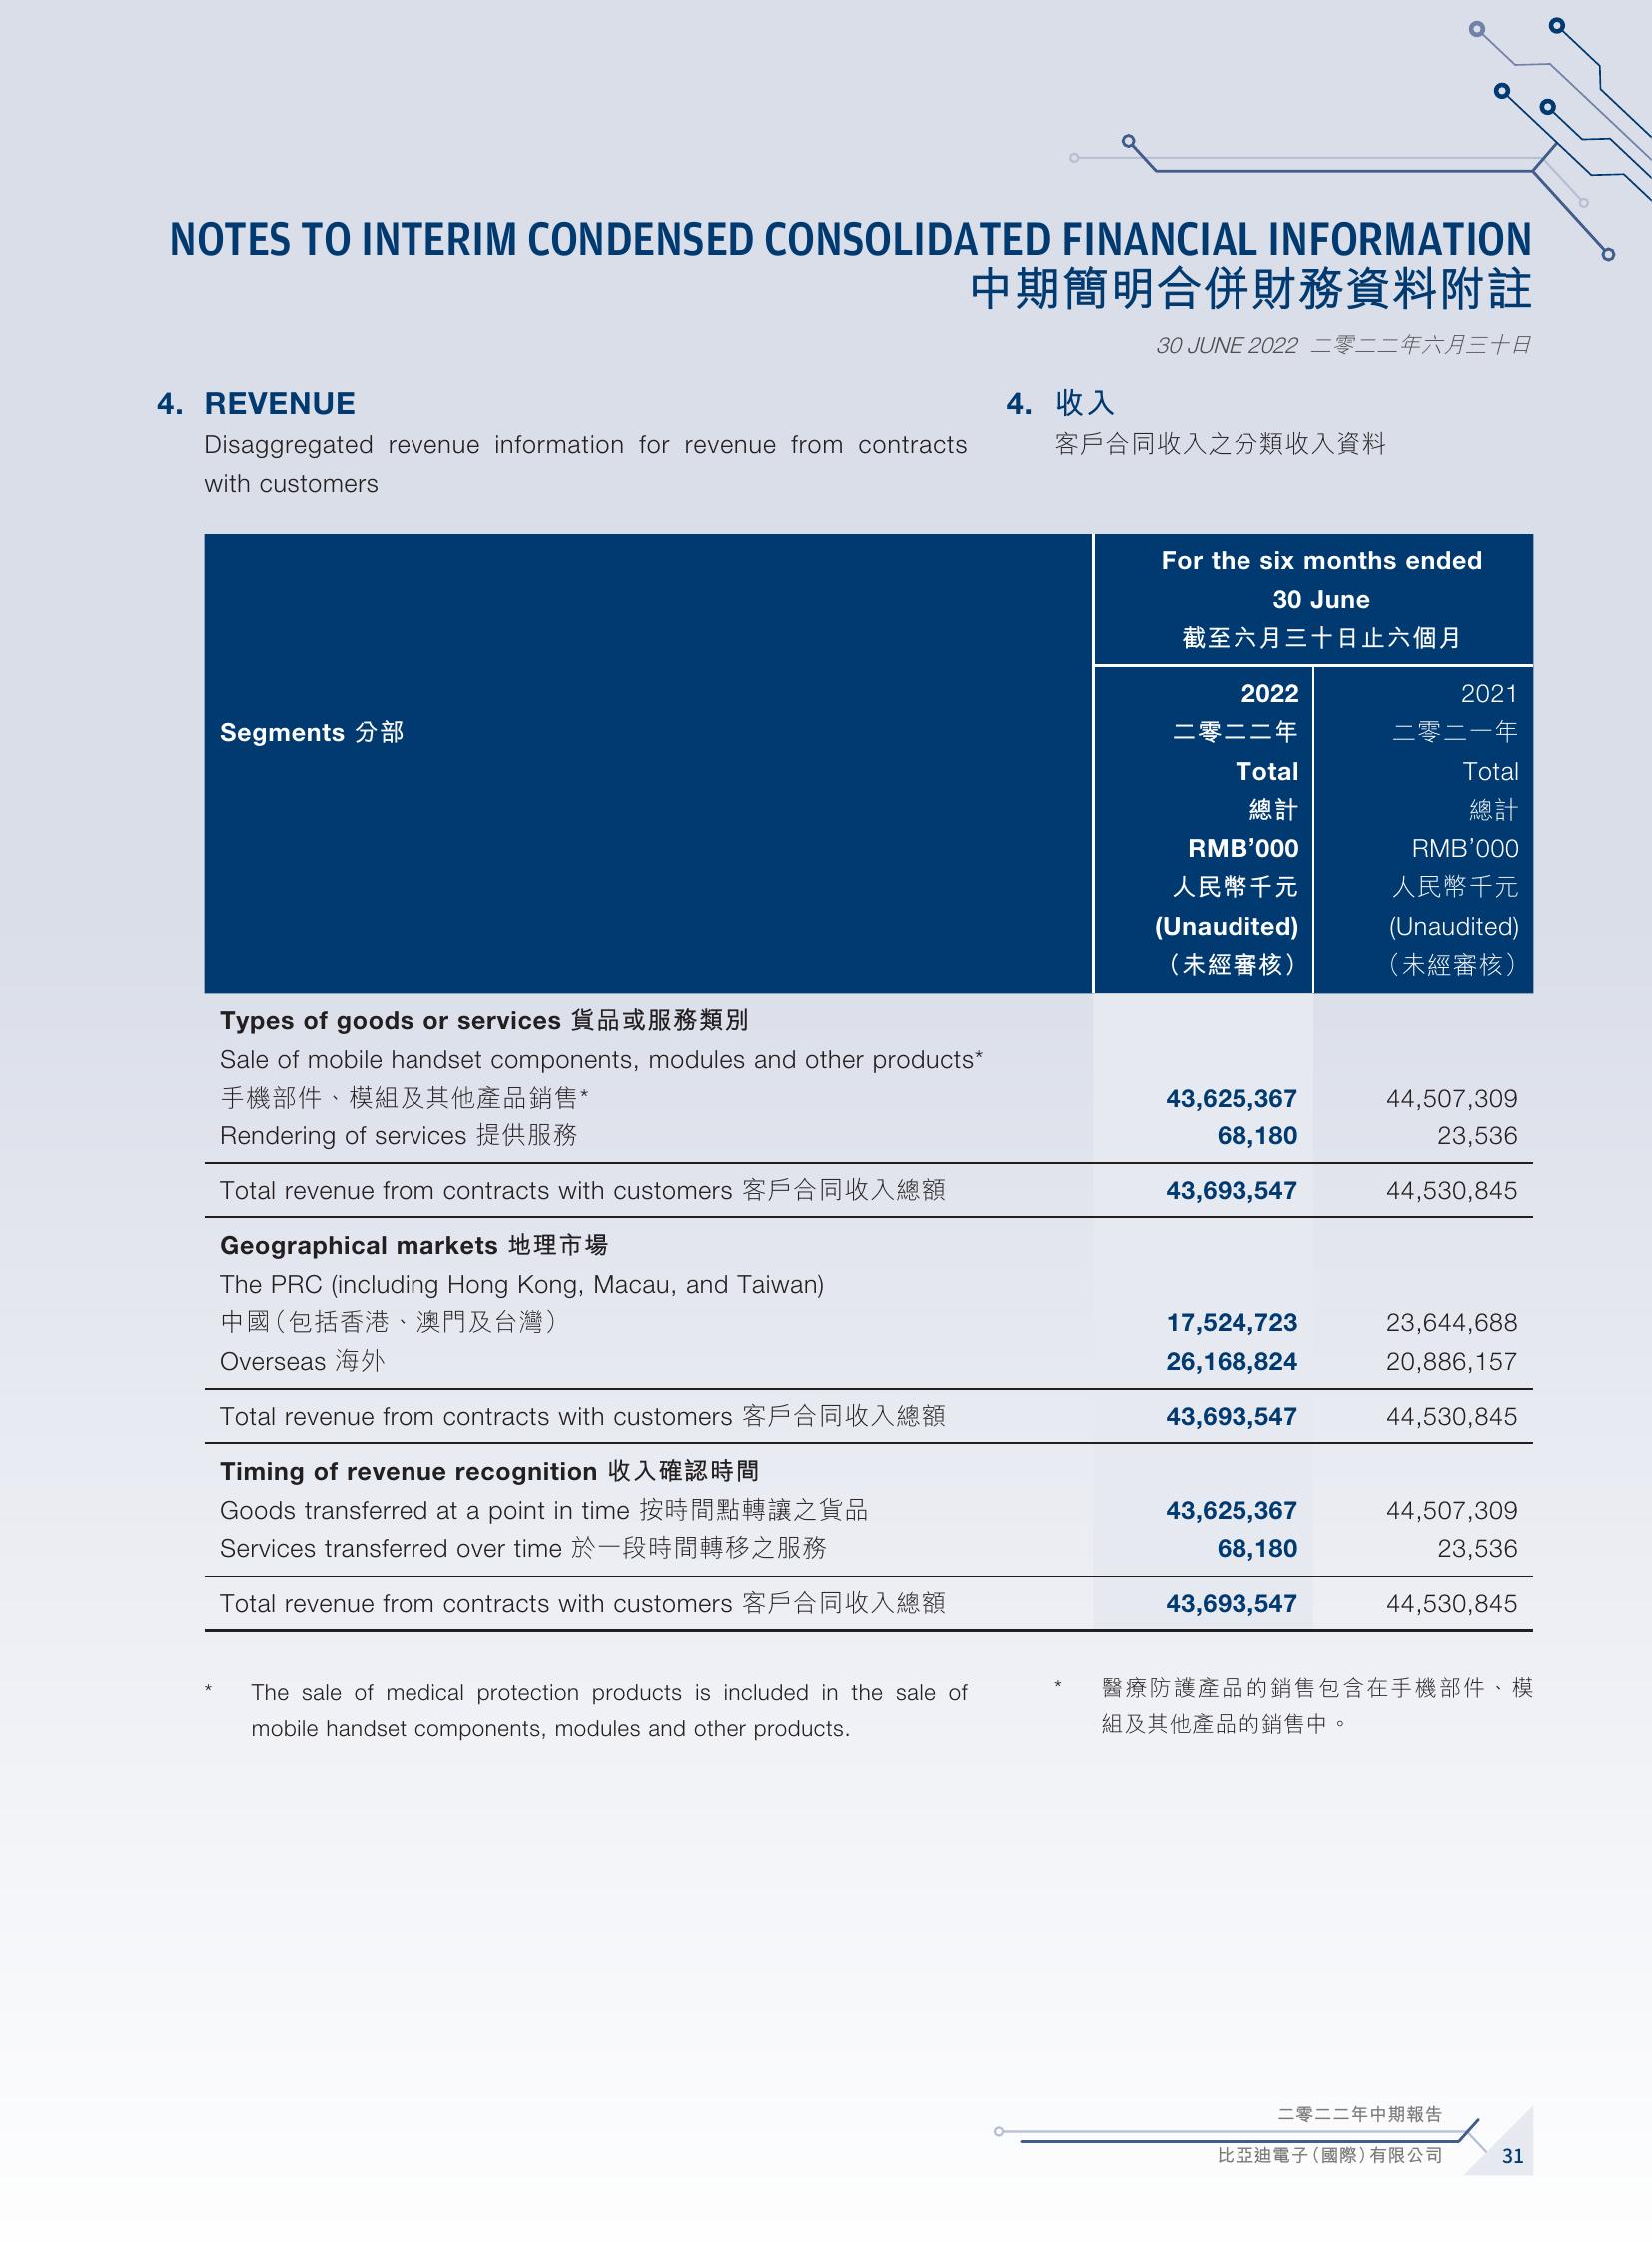 NOTES TO INTERIM CONDENSED CONSOLIDATED FINANCIAL INFORMATION
中期簡明合併財務資料附註
30 JUNE 2022 二零二二年六月三十日
4. REVENUE
Disaggregated revenue information for revenue from contracts
with customers
4. 收入
客戶合同收入之分類收入資料
For the six months ended
30 June
截至六月三十日止六個月
Segments 分部
2022
二零二二年
Total
總計
RMB’000
人民幣千元
(Unaudited)
（未經審核）
2021
二零二一年
Total
總計
RMB’000
人民幣千元
(Unaudited)
（未經審核）
Types of goods or services 貨品或服務類別
Sale of mobile handset components, modules and other products*
手機部件、模組及其他產品銷售* 43,625,367 44,507,309
Rendering of services 提供服務 68,180 23,536
Total revenue from contracts with customers 客戶合同收入總額 43,693,547 44,530,845
Geographical markets 地理市場
The PRC (including Hong Kong, Macau, and Taiwan)
中國（包括香港、澳門及台灣） 17,524,723 23,644,688
Overseas 海外 26,168,824 20,886,157
Total revenue from contracts with customers 客戶合同收入總額 43,693,547 44,530,845
Timing of revenue recognition 收入確認時間
Goods transferred at a point in time 按時間點轉讓之貨品 43,625,367 44,507,309
Services transferred over time 於一段時間轉移之服務 68,180 23,536
Total revenue from contracts with customers 客戶合同收入總額 43,693,547 44,530,845
* The sale of medical protection products is included in the sale of
mobile handset components, modules and other products.
* 醫療防護產品的銷售包含在手機部件、模
組及其他產品的銷售中。
二零二二年中期報告
比亞迪電子（國際）有限公司 31